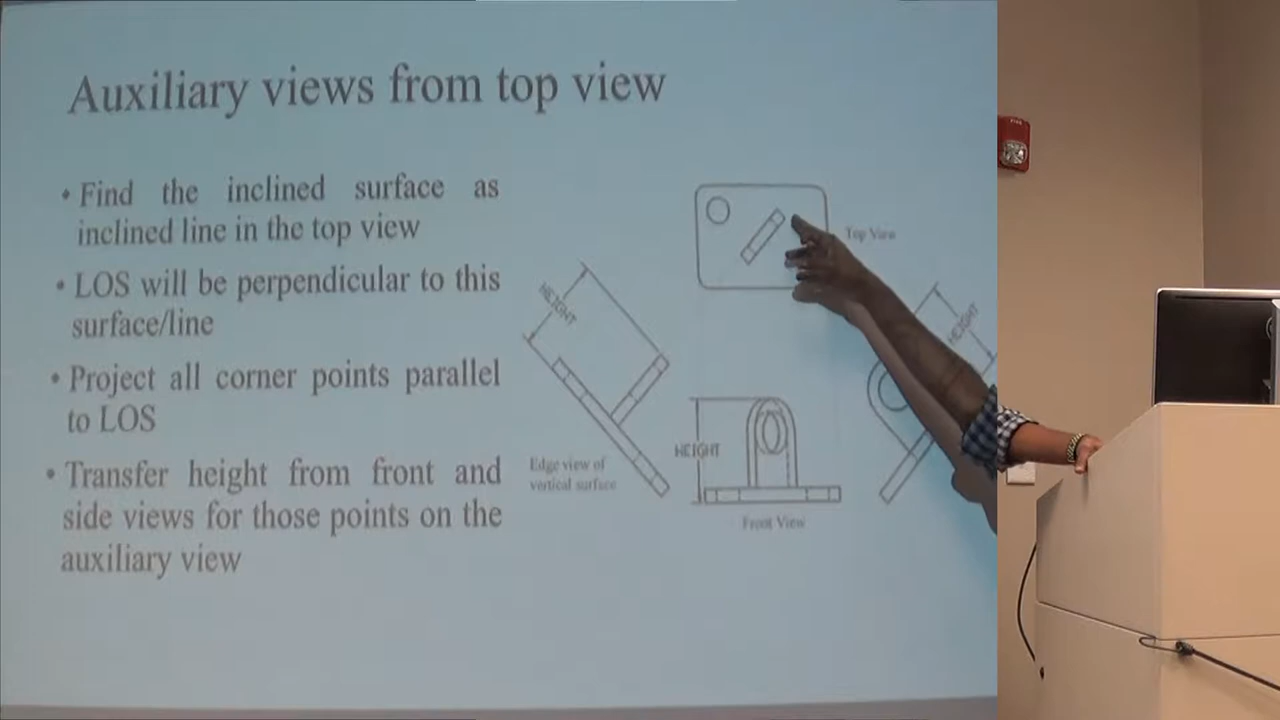 Auxiliary views from top view
• Find the inclined surface as
inclined line in the top view
• LOS will be perpendicular to this
surface/line
• Project all corner points parallel
to LOS
• Transfer height from front and
side views for those points on the
auxiliary view
Top View
HEIGHT
HEIGHT
HEIGHT
Edge view of
vertical surface
Front View
FIRE